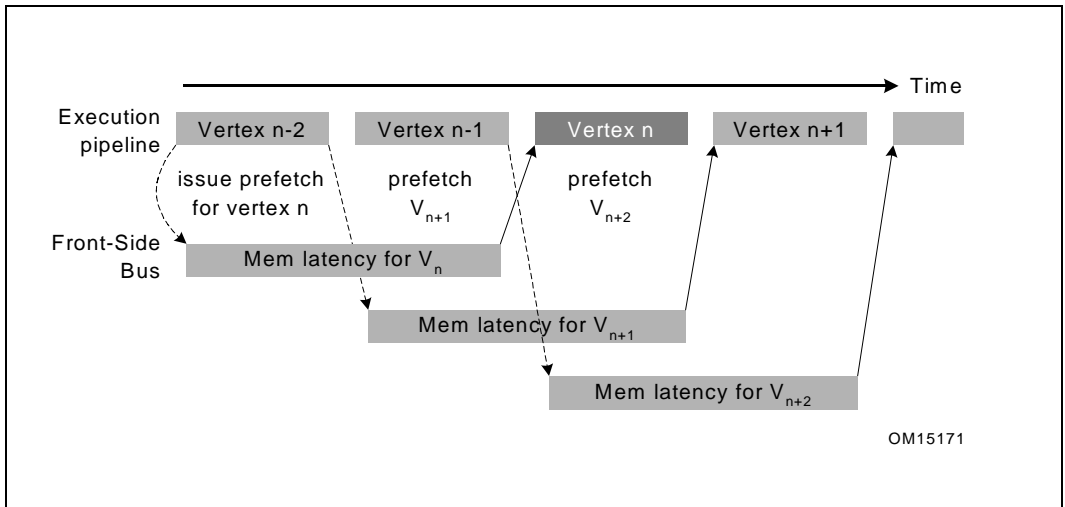 Time
Execution
pipeline
Vertex n-2
Vertex n-1
Vertex n
Vertex n+1
issue prefetch
for vertex n
prefetch
Vn+1
prefetch
Vn+2
Front-Side
Bus
Mem latency for Vn
Mem latency for Vn+1
Mem latency for Vn+2
OM15171